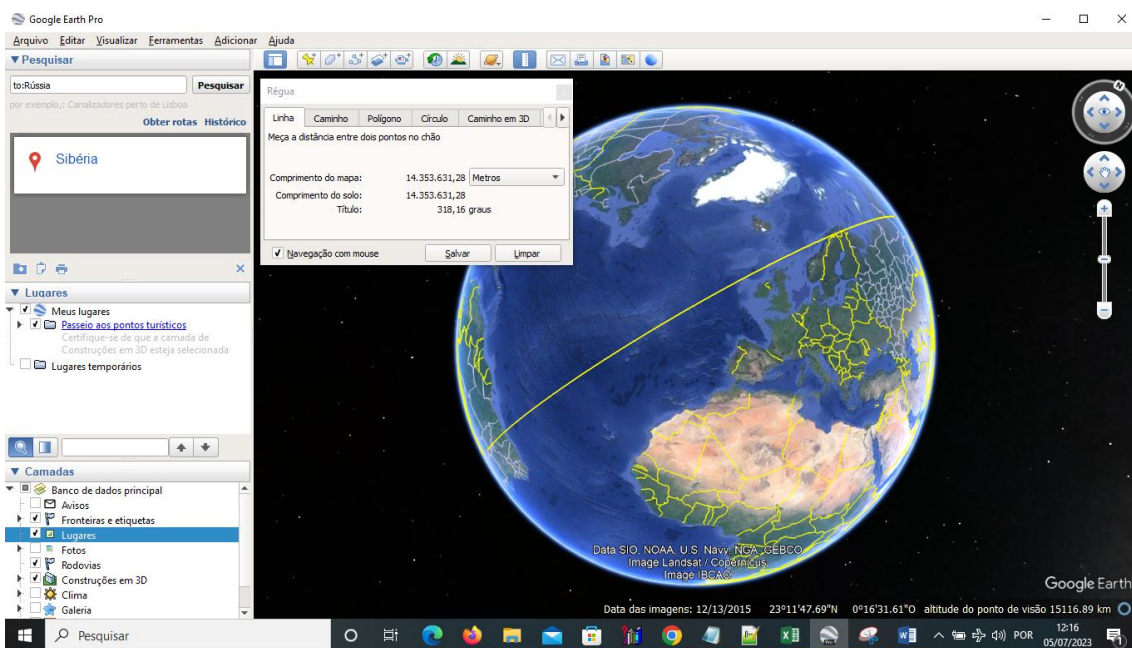 Google Earth Pro
Arquivo Editar Visualizar Ferramentas Adicionar Ajuda
Pesquisar
to:Rússia Pesquisar
por exemplo,: Canalizadores perto de Lisboa
Obter rotas Histórico
Sibéria
Lugares
Meus lugares
Passeio aos pontos turísticos
Certifique-se de que a camada de
Construções em 3D esteja selecionada
Lugares temporários
Camadas
Banco de dados principal
Avisos
Fronteiras e etiquetas
Lugares
Fotos
Rodovias
Construções em 3D
Clima
Galeria
Régua
Linha Caminho Polígono Círculo Caminho em 3D
Meça a distância entre dois pontos no chão
Comprimento do mapa: 14.353.631,28 Metros
Comprimento do solo: 14.353.631,28
Título: 318,16 graus
Navegação com mouse Salvar Limpar
Data SIO, NOAA, U.S. Navy, NGA, GEBCO
Image Landsat / Copernicus
Image IBCAO
Google Earth
Data das imagens: 12/13/2015 23°11'47.69"N 0°16'31.61"O altitude do ponto de visão 15116.89 km
Pesquisar
POR
12:16
05/07/2023